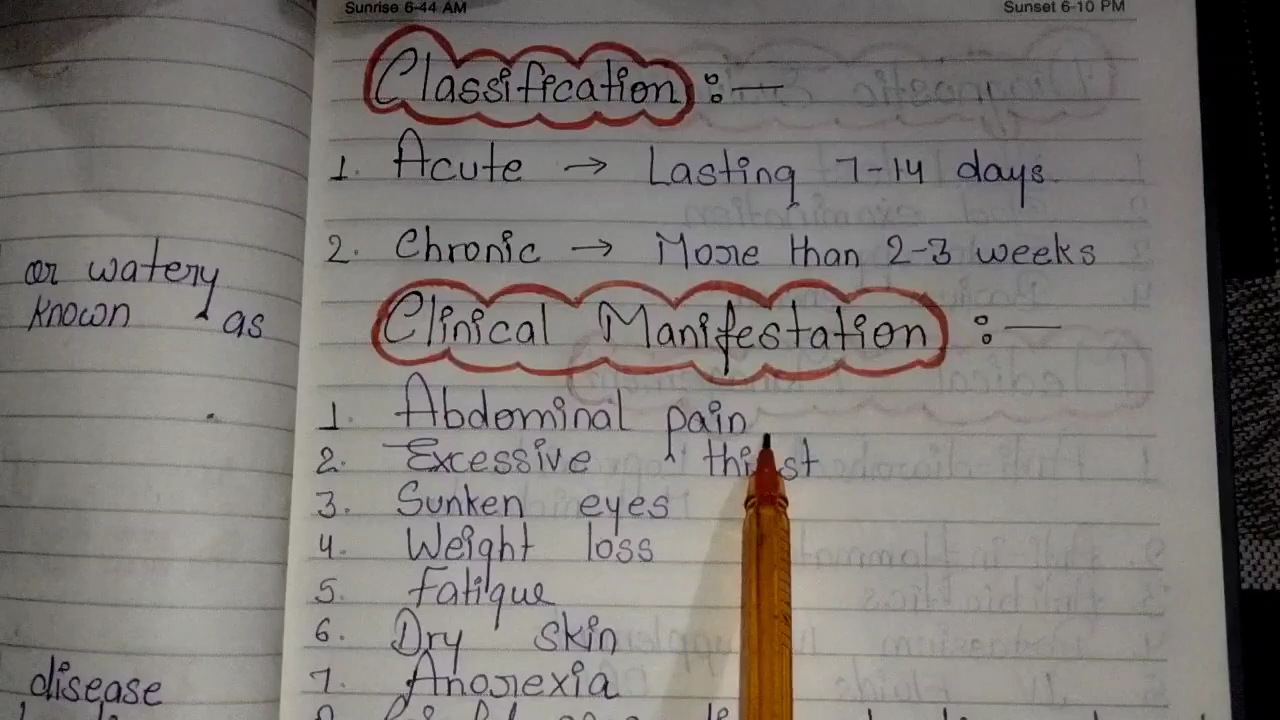 Sunrise 6-44 AM
Sunset 6-10 PM
or watery
known as
disease
Classification :-
1. Acute → Lasting 7-14 days.
2. Chronic → More than 2-3 weeks
Clinical Manifestation :-
1. Abdominal pain
2. Excessive thirst
3. Sunken eyes
4. Weight loss
5. Fatique
6. Dry skin
7. Anorexia